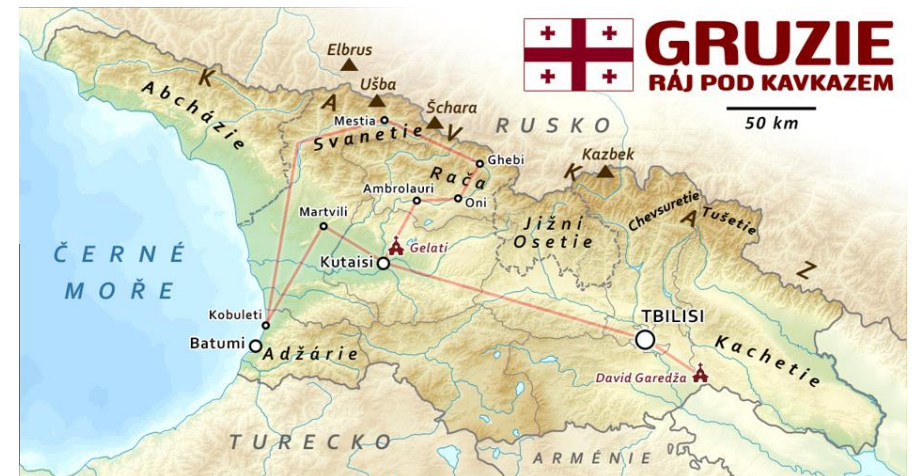 GRUZIE
RÁJ POD KAVKAZEM
50 km
Elbrus
Ušba
Šchara
K A V K A Z
RUSKO
Abcházie
Mestia
Svanetie
Ghebi
Rača
Kazbek
Ambrolauri
Oni
Chevsuretie
Tušetie
Martvili
Jižní
Osetie
Gelati
ČERNÉ
MOŘE
Kutaisi
Kobuleti
TBILISI
Batumi
Adžárie
Kachetie
David Garedža
TURECKO
ARMÉNIE